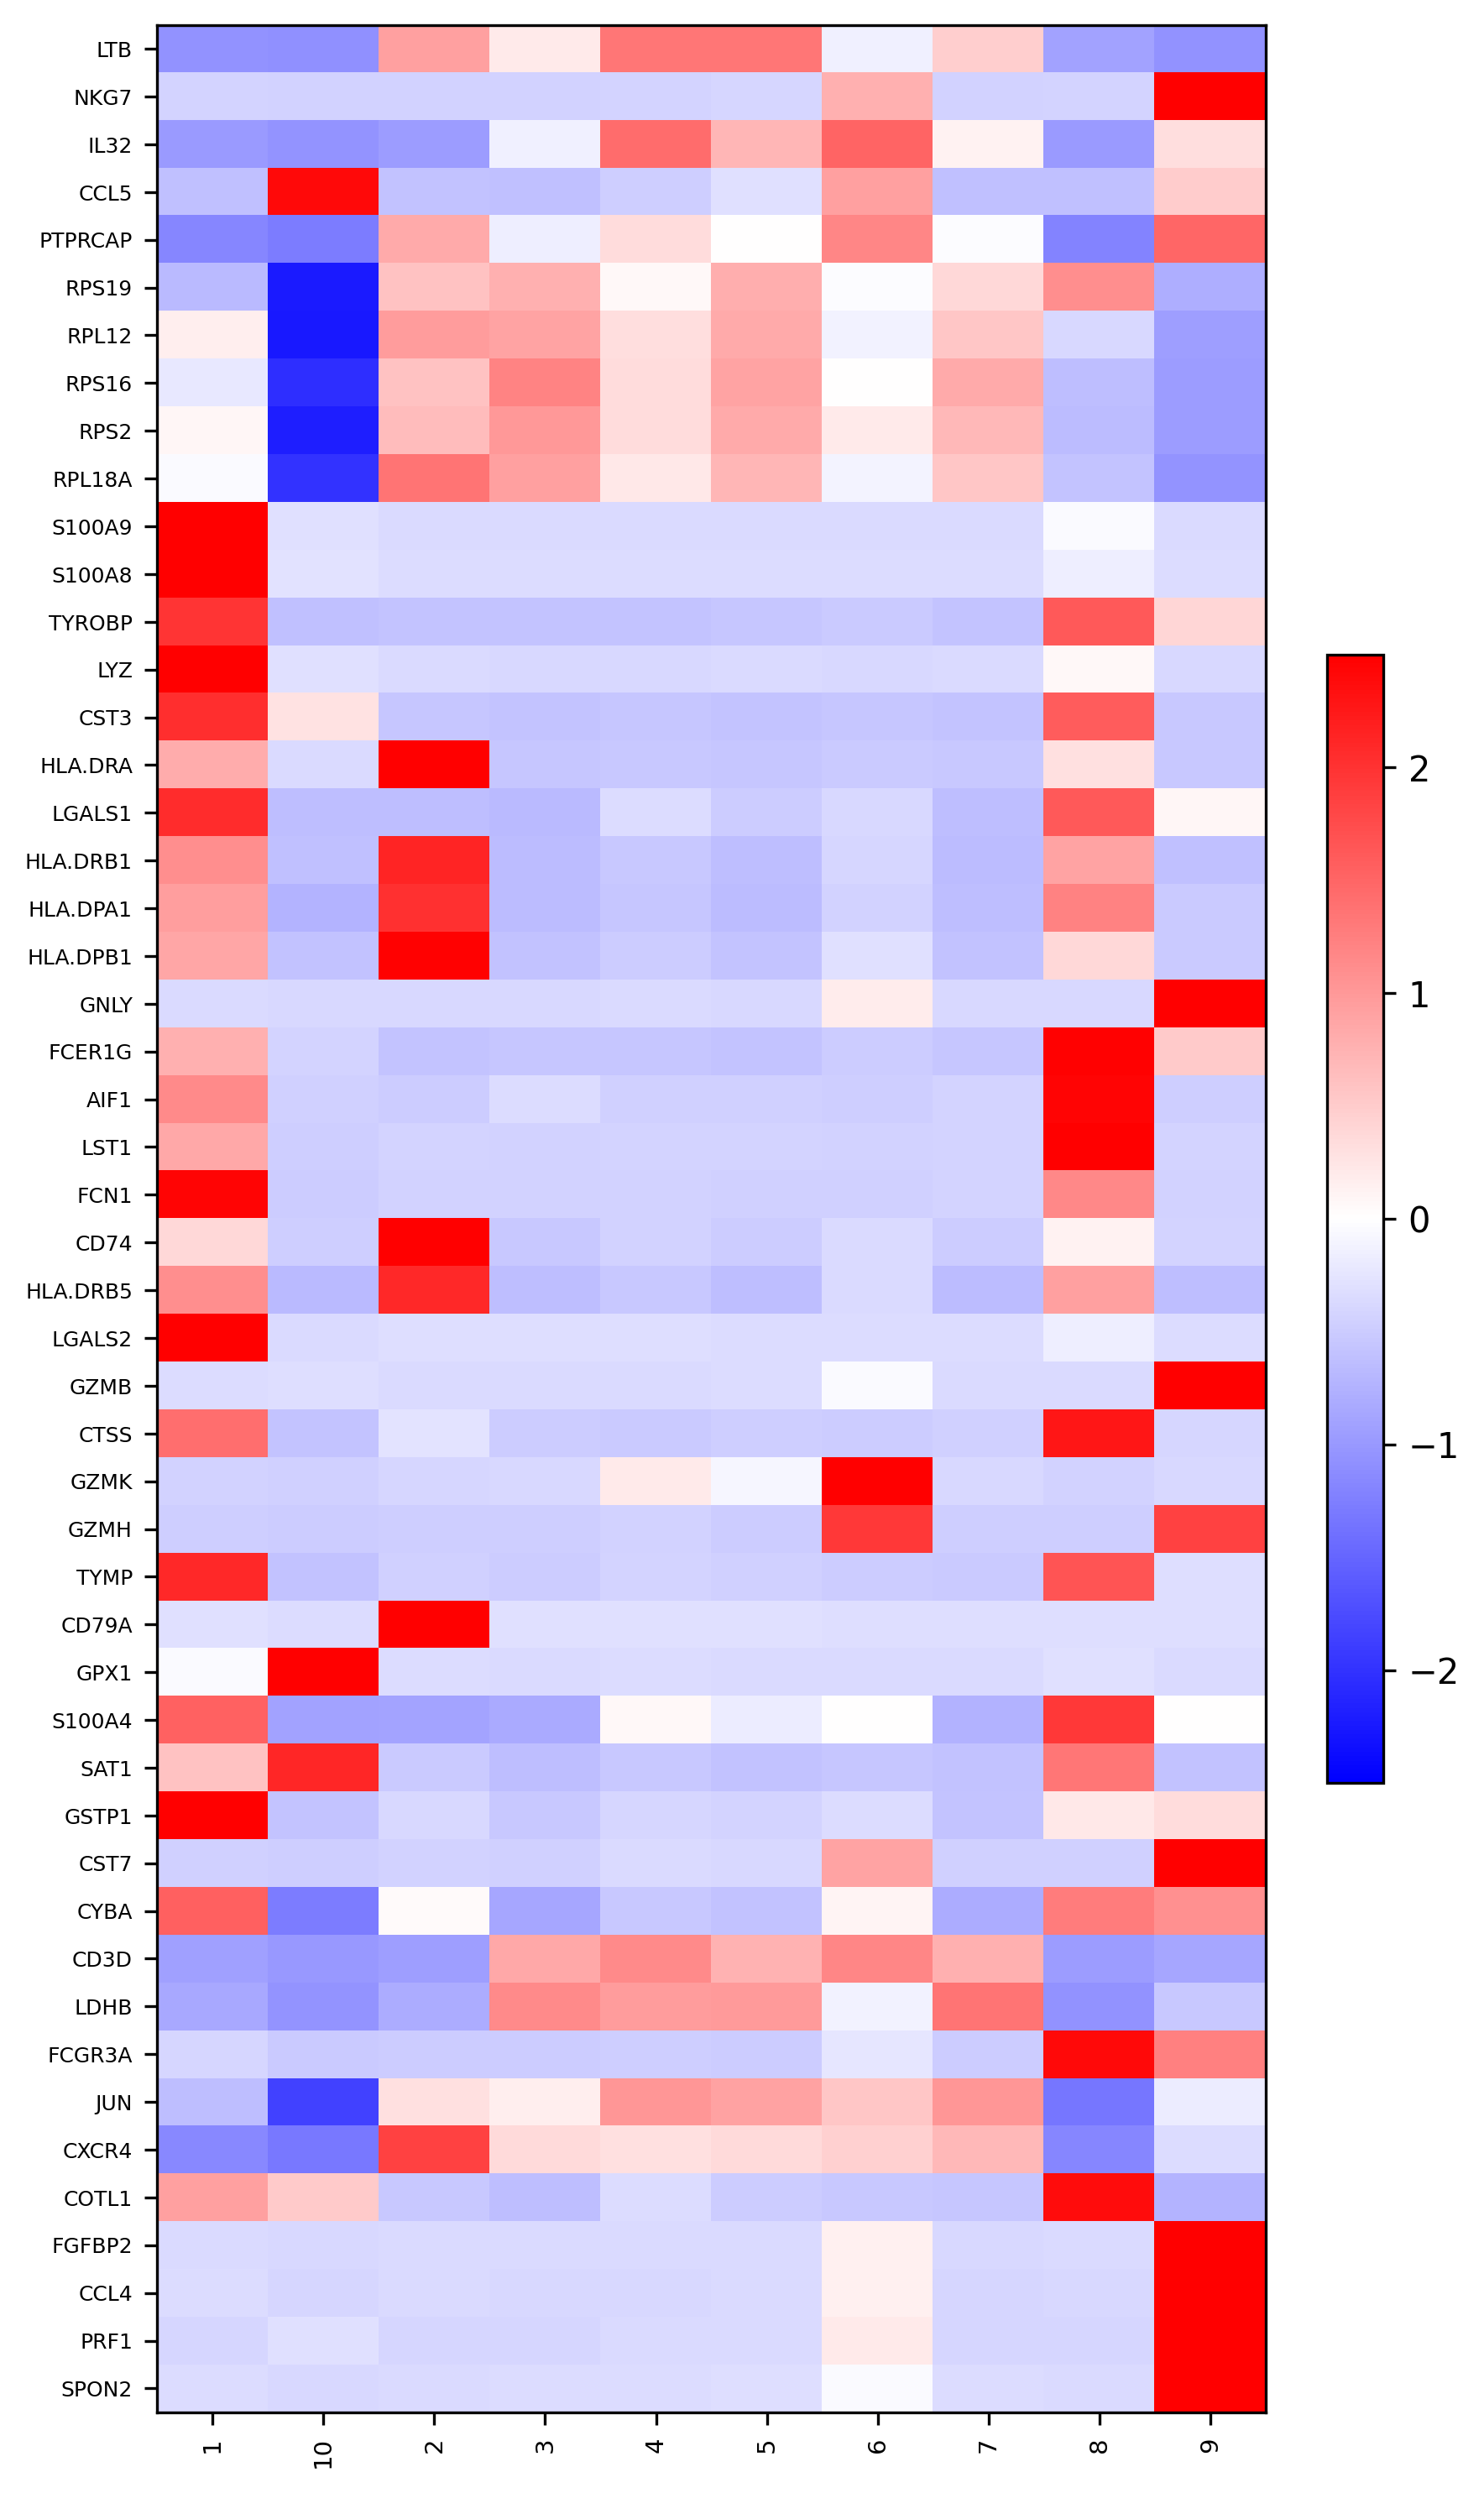 LTB
NKG7
IL32
CCL5
PTPRCAP
RPS19
RPL12
RPS16
RPS2
RPL18A
S100A9
S100A8
TYROBP
LYZ
CST3
HLA.DRA
LGALS1
HLA.DRB1
HLA.DPA1
HLA.DPB1
GNLY
FCER1G
AIF1
LST1
FCN1
CD74
HLA.DRB5
LGALS2
GZMB
CTSS
GZMK
GZMH
TYMP
CD79A
GPX1
S100A4
SAT1
GSTP1
CST7
CYBA
CD3D
LDHB
FCGR3A
JUN
CXCR4
COTL1
FGFBP2
CCL4
PRF1
SPON2
1 10 2 3 4 5 6 7 8 9
2
1
0
−1
−2